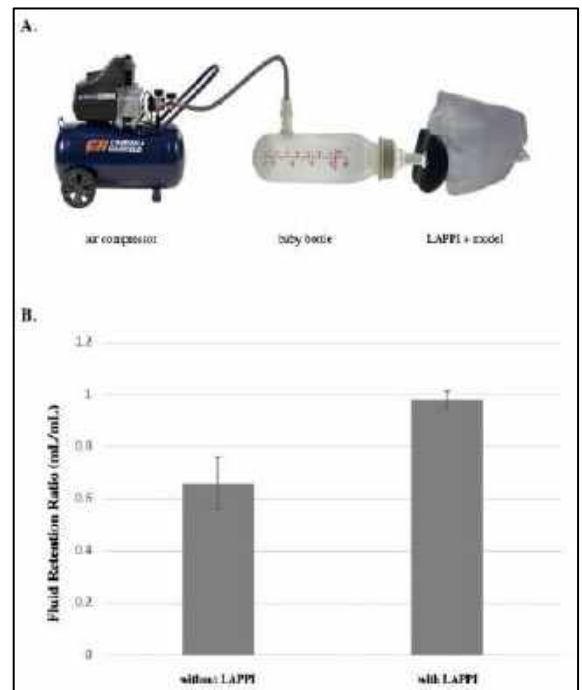 A.
air compressor
baby bottle
LAPPI + model
B.
1.2
1
0.8
0.6
0.4
0.2
0
Fluid Retention Ratio (mL/mL)
without LAPPI
with LAPPI